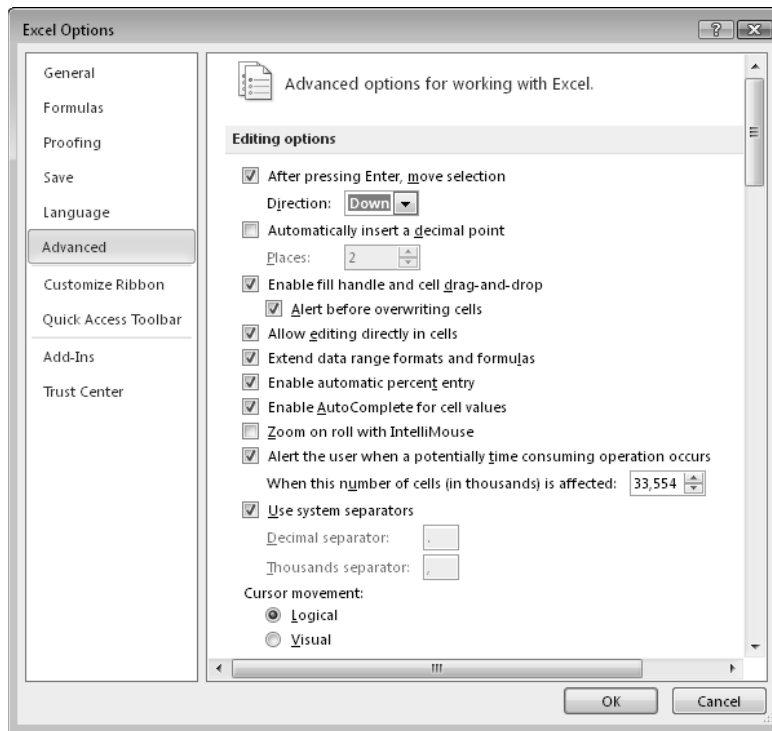 Excel Options
General
Formulas
Proofing
Save
Language
Advanced
Customize Ribbon
Quick Access Toolbar
Add-Ins
Trust Center
Advanced options for working with Excel.
Editing options
After pressing Enter, move selection
Direction: Down
Automatically insert a decimal point
Places: 2
Enable fill handle and cell drag-and-drop
Alert before overwriting cells
Allow editing directly in cells
Extend data range formats and formulas
Enable automatic percent entry
Enable AutoComplete for cell values
Zoom on roll with IntelliMouse
Alert the user when a potentially time consuming operation occurs
When this number of cells (in thousands) is affected: 33,554
Use system separators
Decimal separator: .
Thousands separator: ,
Cursor movement:
Logical
Visual
OK Cancel